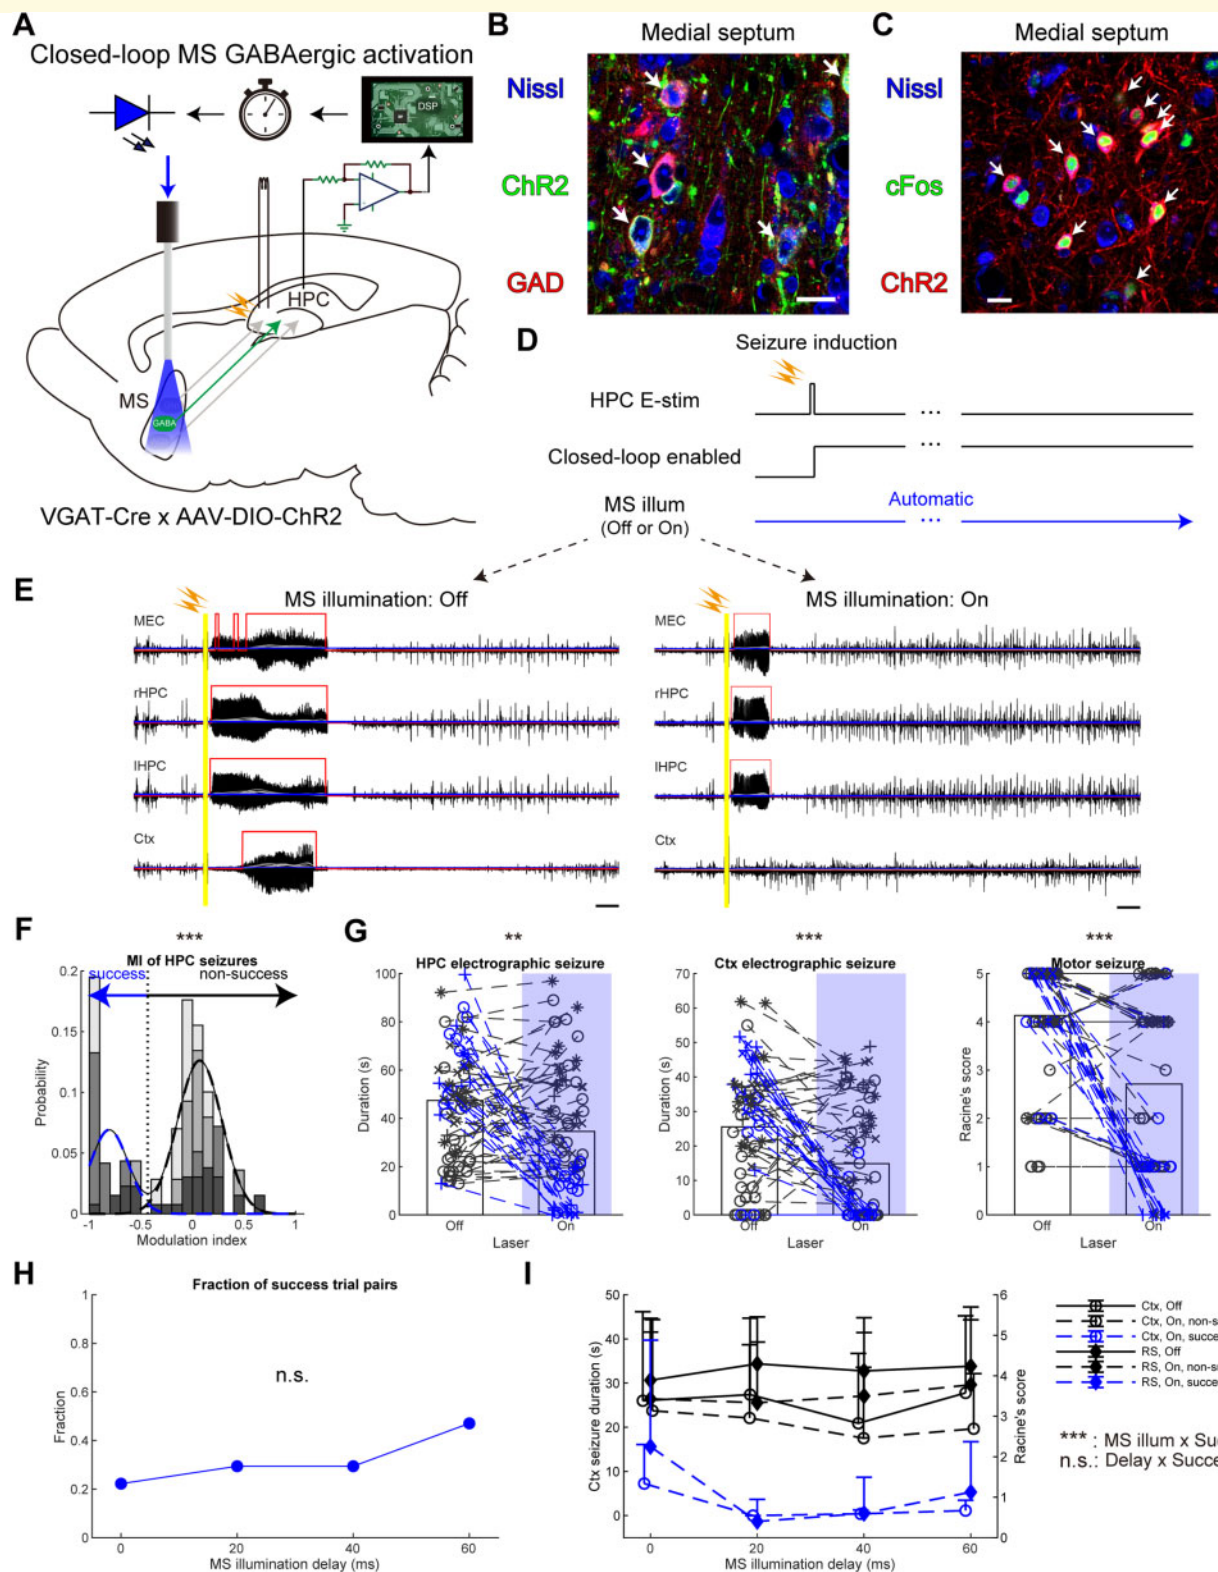 A
Closed-loop MS GABAergic activation
DSP
HPC
MS
GABA
VGAT-Cre x AAV-DIO-ChR2
B
Medial septum
Nissl
ChR2
GAD
C
Medial septum
Nissl
cFos
ChR2
D
Seizure induction
HPC E-stim
...
Closed-loop enabled
...
MS illum
(Off or On)
Automatic
...
E
MS illumination: Off
MEC
rHPC
lHPC
Ctx
MS illumination: On
MEC
rHPC
lHPC
Ctx
F
***
MI of HPC seizures
success
non-success
0.2
0.15
0.1
0.05
0
Probability
-1
-0.5
0
0.5
1
Modulation index
G
**
HPC electrographic seizure
100
80
60
40
20
0
Duration (s)
Off
On
Laser
***
Ctx electrographic seizure
70
60
50
40
30
20
10
0
Duration (s)
Off
On
Laser
***
Motor seizure
5
4
3
2
1
0
Racine's score
Off
On
Laser
H
Fraction of success trial pairs
1
0.8
0.6
0.4
0.2
0
Fraction
n.s.
0
20
40
60
MS illumination delay (ms)
I
50
40
30
20
10
0
Ctx seizure duration (s)
6
5
4
3
2
1
0
Racine's score
0
20
40
60
MS illumination delay (ms)
Ctx, Off
Ctx, On, non-s
Ctx, On, succe
RS, Off
RS, On, non-su
RS, On, succe
*** : MS illum x Su
n.s.: Delay x Succe